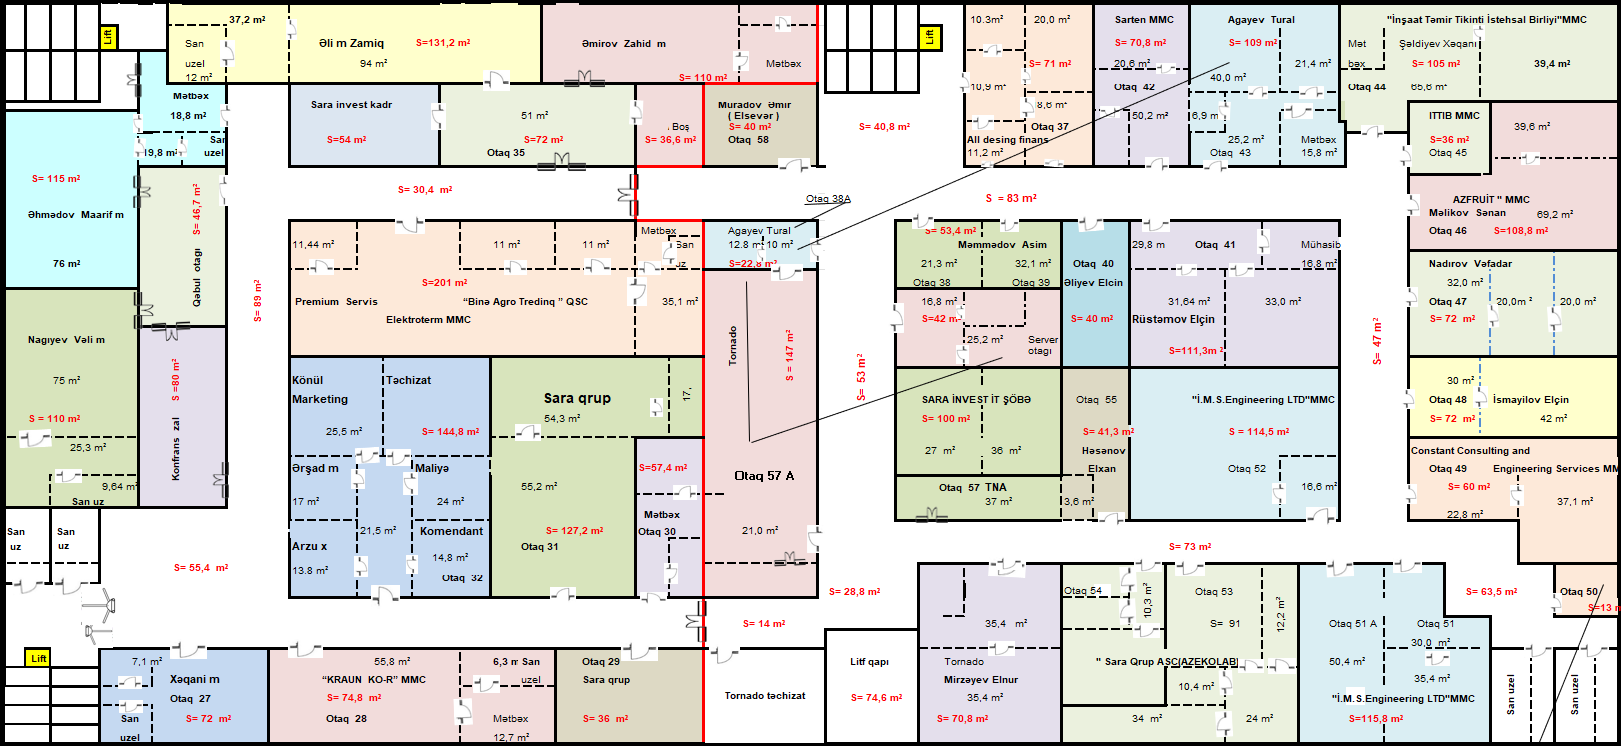 Lift
37,2 m²
San
uzel
12 m²
Əli m Zamiq
S=131,2 m²
94 m²
Əmirov Zahid m
Mətbəx
S= 110 m²
Lift
10.3m²
20,0 m²
S= 71 m²
10,9 m²
8,6 m²
Otaq 37
All desing finans
11,2 m²
Sarten MMC
S= 70,8 m²
20,6 m²
Otaq 42
50,2 m²
Agayev Tural
S= 109 m²
40,0 m²
21,4 m²
6,9 m
25,2 m²
Otaq 43
Mətbəx
15,8 m²
"İnşaat Təmir Tikinti İstehsal Birliyi"MMC
Mət
bəx
Şəldiyev Xəqani
S= 105 m²
39,4 m²
Otaq 44
65,6 m²
Mətbəx
18,8 m²
19,8 m²
San
uzel
Sara invest kadr
S=54 m²
51 m²
S=72 m²
Otaq 35
Boş
S= 36,6 m²
Muradov Əmir
( Elsevər )
S= 40 m²
Otaq 58
S= 40,8 m²
ITTIB MMC
S=36 m²
Otaq 45
39,6 m²
AZFRUİT " MMC
Məlikov Sənan
69,2 m²
Otaq 46
S=108,8 m²
S= 115 m²
Əhmədov Maarif m
76 m²
S= 46,7 m²
Qəbul otagı
S= 30,4 m²
Otaq 38A
S = 83 m²
S= 89 m²
11,44 m²
11 m²
11 m²
Mətbəx
San
uz
S=201 m²
Premium Servis
“Binə Agro Tredinq ” QSC
Elektroterm MMC
35,1 m²
Agayev Tural
12.8 m
10 m²
S=22,8 m²
S= 53,4 m²
Məmmədov Asim
21,3 m²
32,1 m²
Otaq 38
Otaq 39
16,8 m²
S=42 m²
25,2 m²
Server
otagı
Otaq 40
Əliyev Elcin
S= 40 m²
29,8 m
Otaq 41
Mühasib
16,8 m²
31,64 m²
33,0 m²
Rüstəmov Elçin
S=111,3m²
S= 47 m²
Nadırov Vəfadar
32,0 m²
Otaq 47
20,0m²
20,0 m²
S= 72 m²
Nagıyev Vəli m
75 m²
S = 110 m²
25,3 m²
9,64 m²
San uz
S =80 m²
Konfrans zal
Könül
Marketing
Təchizat
25,5 m²
S= 144,8 m²
Ərşad m
Maliyə
17 m²
24 m²
21,5 m²
Komendant
Arzu x
14,8 m²
13.8 m²
Otaq 32
Sara qrup
54,3 m²
17,
55,2 m²
S= 127,2 m²
Otaq 31
S=57,4 m²
Mətbəx
Otaq 30
Tornado
S = 147 m²
Otaq 57 A
21,0 m²
S= 53 m²
SARA İNVEST İT ŞÖBƏ
S= 100 m²
27 m²
36 m²
Otaq 57 TNA
37 m²
Otaq 55
S= 41,3 m²
Həsənov
Elxan
3,6 m²
"İ.M.S.Engineering LTD"MMC
S = 114,5 m²
Otaq 52
16,6 m²
30 m²
Otaq 48
İsmayilov Elçin
S= 72 m²
42 m²
Constant Consulting and
Otaq 49
Engineering Services MM
S= 60 m²
37,1 m²
22,8 m²
San
uz
San
uz
S= 55,4 m²
S= 73 m²
S= 28,8 m²
S= 14 m²
S= 63,5 m²
Otaq 50
S=13 m
Lift
7,1 m²
Xəqani m
Otaq 27
San
uzel
S= 72 m²
55,8 m²
“KRAUN KO-R” MMC
S= 74,8 m²
Otaq 28
6,3 m
San
uzel
Mətbəx
12,7 m²
Otaq 29
Sara qrup
S= 36 m²
Tornado təchizat
Litf qapı
S= 74,6 m²
35,4 m²
Tornado
Mirzəyev Elnur
35,4 m²
S= 70,8 m²
Otaq 54
10,3 m²
Otaq 53
S= 91
12,2 m²
" Sara Qrup ASC(AZEKOLAB)
10,4 m²
34 m²
24 m²
Otaq 51 A
Otaq 51
30,0 m²
50,4 m²
35,4 m²
"İ.M.S.Engineering LTD"MMC
S=115,8 m²
San uzel
San uzel